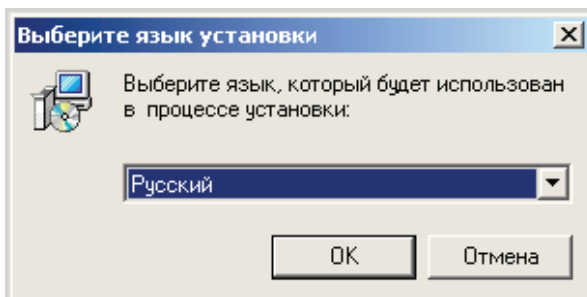 Выберите язык установки
Выберите язык, который будет использован
в процессе установки:
Русский
OK
Отмена